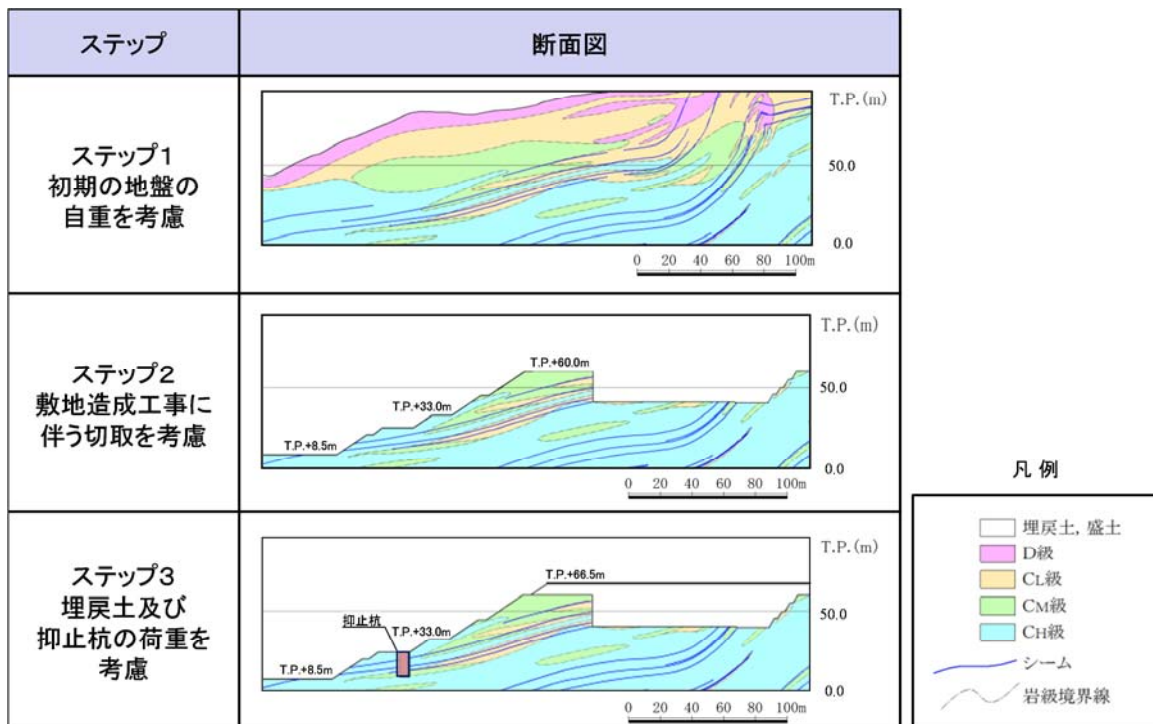 ステップ
断面図
ステップ1
初期の地盤の
自重を考慮
T.P.(m)
50.0
0.0
0 20 40 60 80 100m
ステップ2
敷地造成工事に
伴う切取を考慮
T.P.(m)
T.P.+60.0m
50.0
T.P.+33.0m
T.P.+8.5m
0.0
0 20 40 60 80 100m
ステップ3
埋戻土及び
抑止杭の荷重を
考慮
T.P.(m)
T.P.+66.5m
50.0
抑止杭
T.P.+33.0m
T.P.+8.5m
0.0
0 20 40 60 80 100m
凡例
埋戻土, 盛土
D級
CL級
CM級
CH級
シーム
岩級境界線